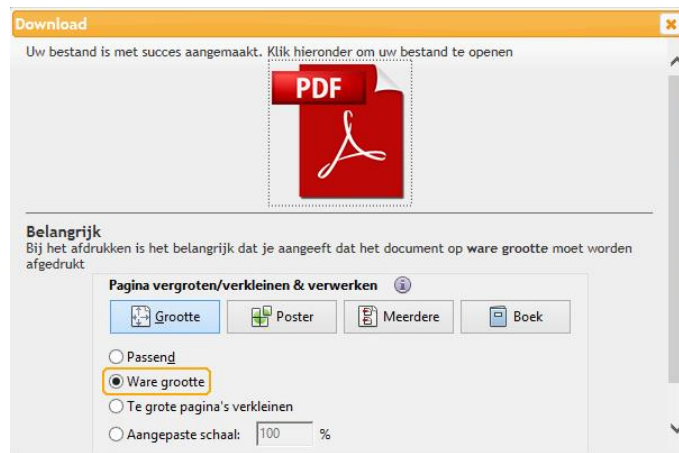 Download
Uw bestand is met succes aangemaakt. Klik hieronder om uw bestand te openen
PDF
Belangrijk
Bij het afdrukken is het belangrijk dat je aangeeft dat het document op ware grootte moet worden
afgedrukt
Pagina vergroten/verkleinen & verwerken
Grootte Poster Meerdere Boek
Passend
Ware grootte
Te grote pagina's verkleinen
Aangepaste schaal: 100 %